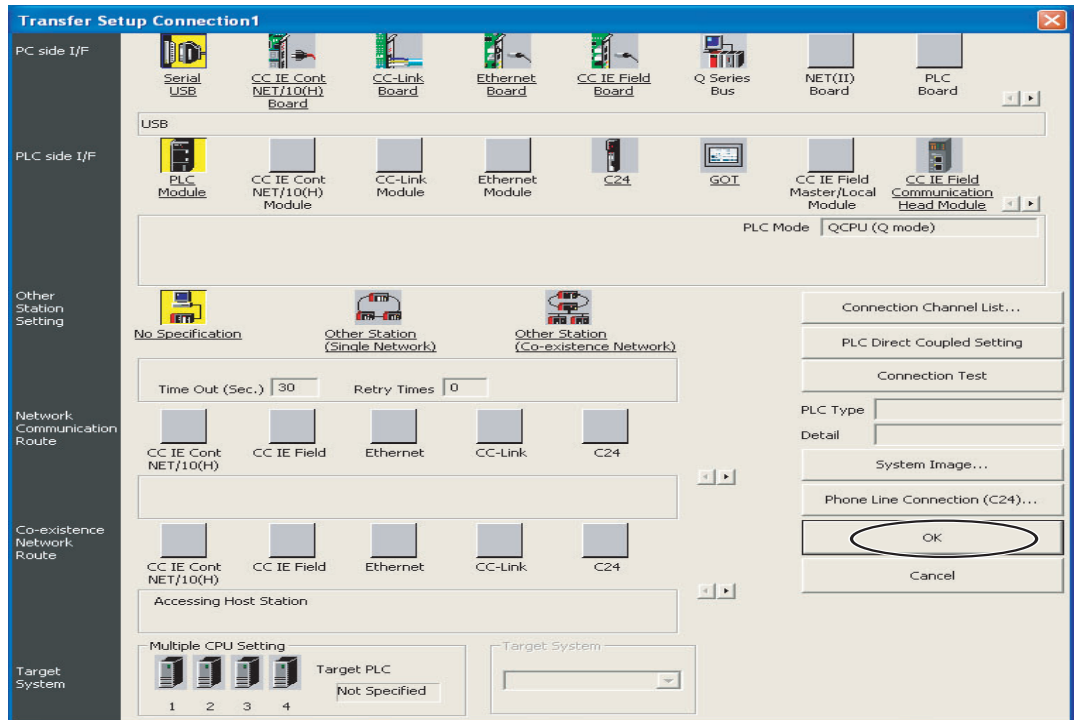 Transfer Setup Connection1
PC side I/F
Serial
USB
CC IE Cont
NET/10(H)
Board
CC-Link
Board
Ethernet
Board
CC IE Field
Board
Q Series
Bus
NET(II)
Board
PLC
Board
USB
PLC side I/F
PLC
Module
CC IE Cont
NET/10(H)
Module
CC-Link
Module
Ethernet
Module
C24
GOT
CC IE Field
Master/Local
Module
CC IE Field
Communication
Head Module
PLC Mode QCPU (Q mode)
Other
Station
Setting
No Specification
Other Station
(Single Network)
Other Station
(Co-existence Network)
Time Out (Sec.) 30 Retry Times 0
Connection Channel List...
PLC Direct Coupled Setting
Connection Test
PLC Type
Detail
System Image...
Phone Line Connection (C24)...
OK
Cancel
Network
Communication
Route
CC IE Cont
NET/10(H)
CC IE Field
Ethernet
CC-Link
C24
Co-existence
Network
Route
CC IE Cont
NET/10(H)
CC IE Field
Ethernet
CC-Link
C24
Accessing Host Station
Target
System
Multiple CPU Setting
1 2 3 4
Target PLC
Not Specified
Target System